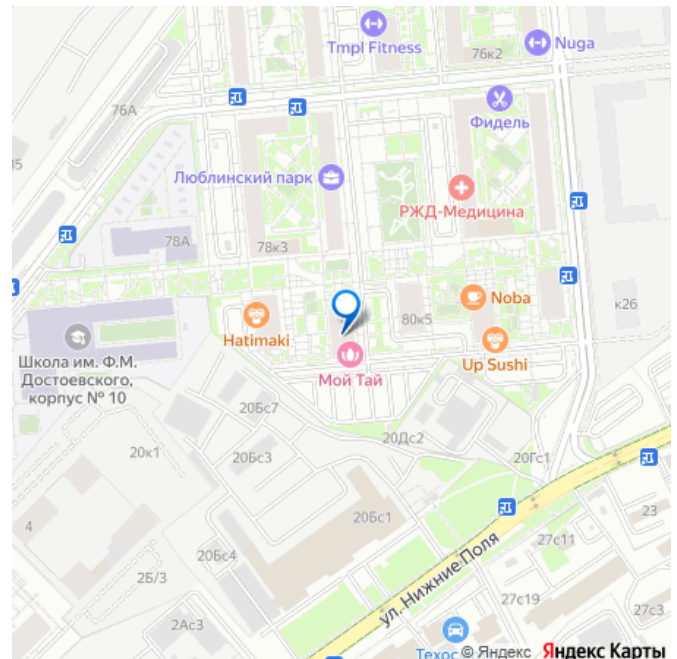 Tmpl Fitness
76к2
Nuga
76А
Фидель
15
Люблинский парк
РЖД-Медицина
78А
78к3
Noba
к26
Hatimaki
80к5
Школа им. Ф.М.
Достоевского,
корпус № 10
Мой Тай
Up Sushi
20Бс7
20Дс2
20к1
20Бс3
20Гс1
4
20Бс1
23
27с11
20Бс4
ул. Нижние Поля
2Б/3
27с19
27с3
2Ас3
Техос
© Яндекс Яндекс Карты